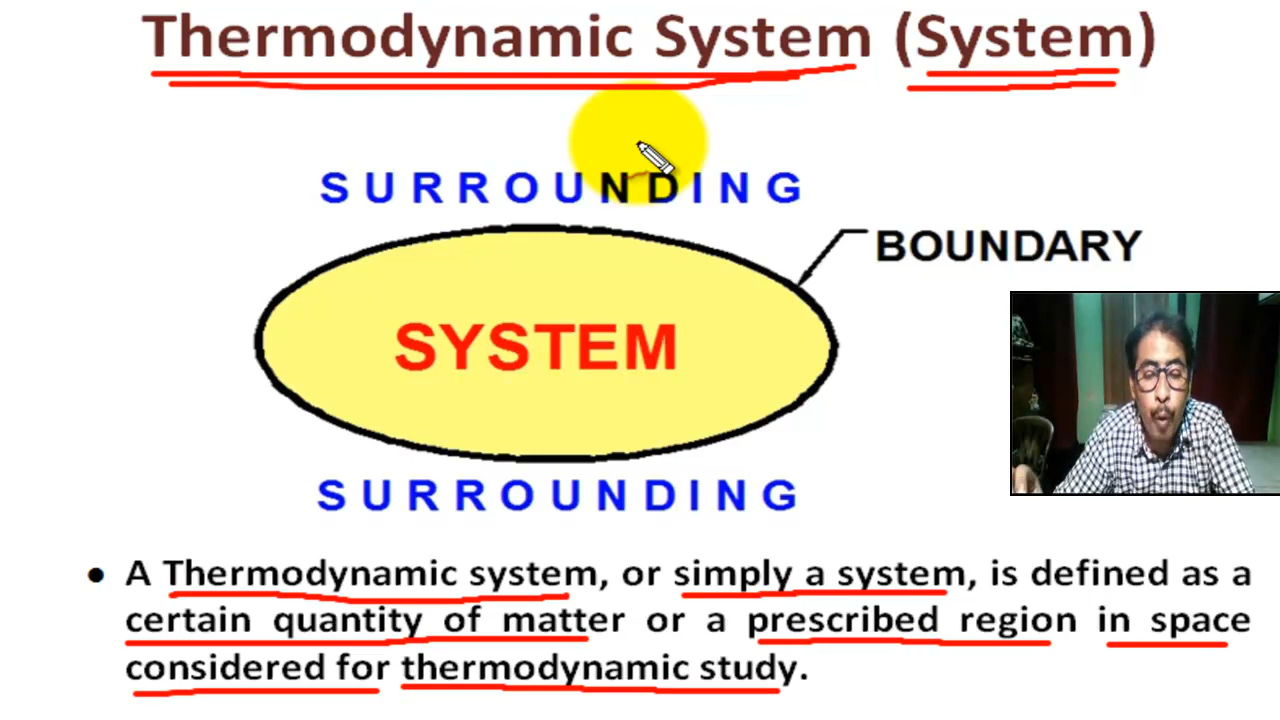 Thermodynamic System (System)
SURROUNDING
BOUNDARY
SYSTEM
SURROUNDING
• A Thermodynamic system, or simply a system, is defined as a
certain quantity of matter or a prescribed region in space
considered for thermodynamic study.